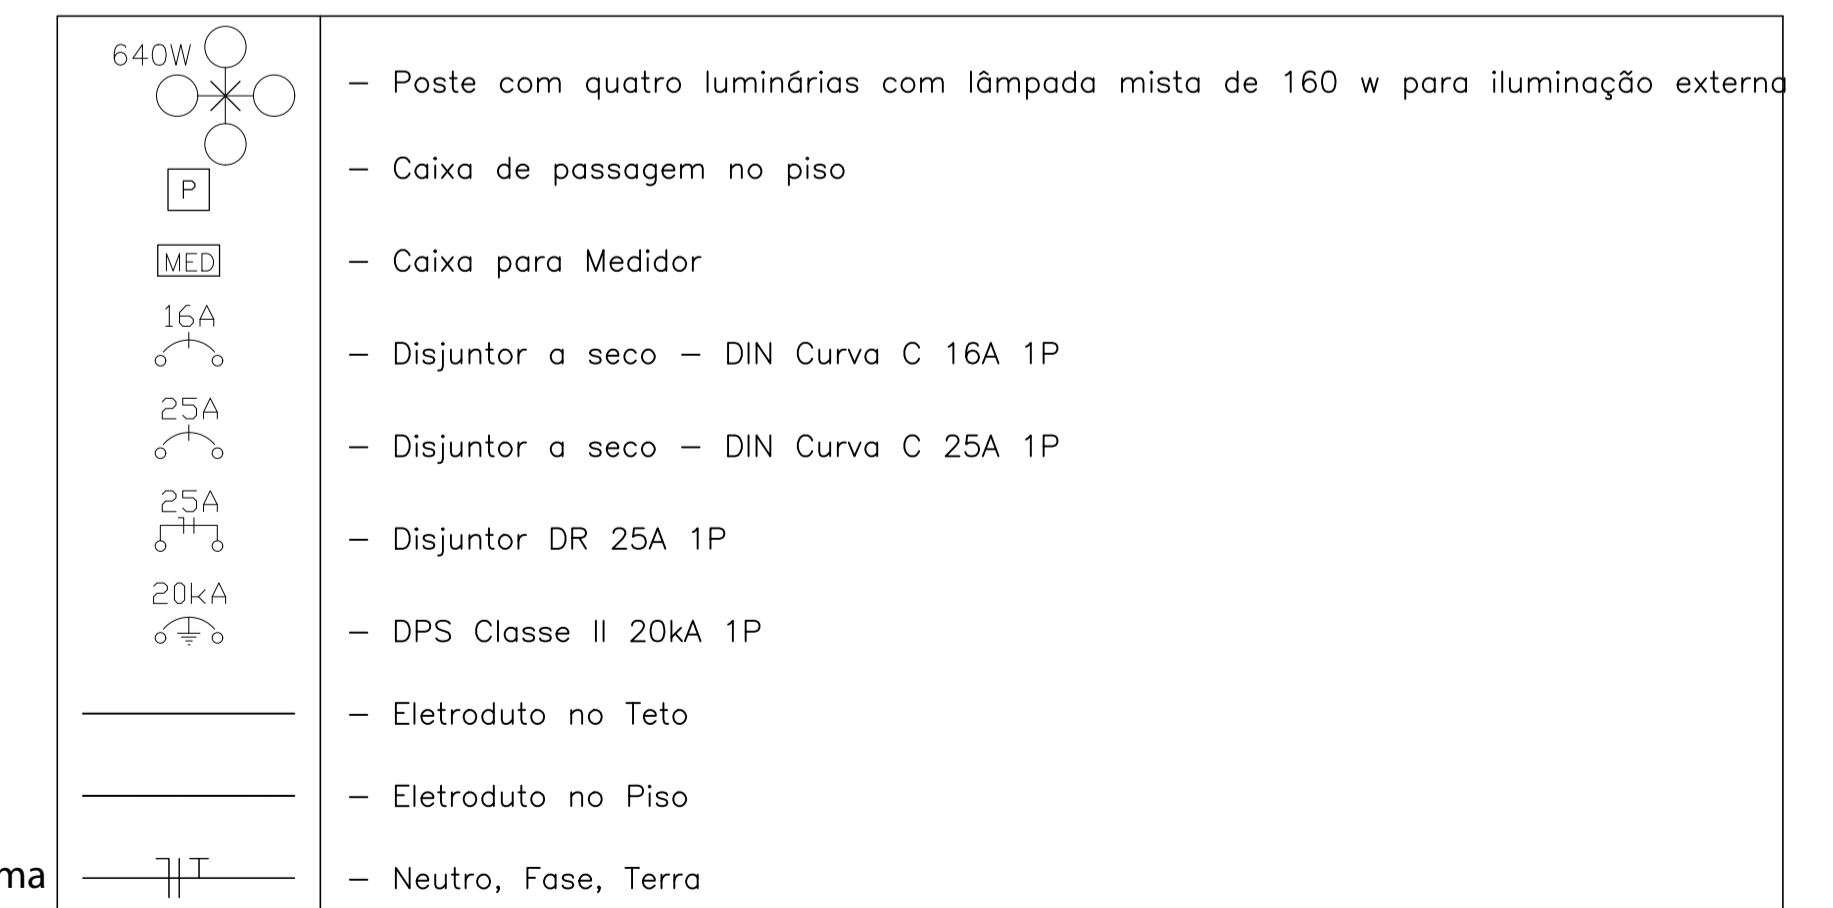 640W
– Poste com quatro luminárias com lâmpada mista de 160 w para iluminação externa
– Caixa de passagem no piso
P
MED – Caixa para Medidor
16A
– Disjuntor a seco – DIN Curva C 16A 1P
25A
– Disjuntor a seco – DIN Curva C 25A 1P
25A
– Disjuntor DR 25A 1P
20kA
– DPS Classe II 20kA 1P
– Eletroduto no Teto
– Eletroduto no Piso
ma – Neutro, Fase, Terra